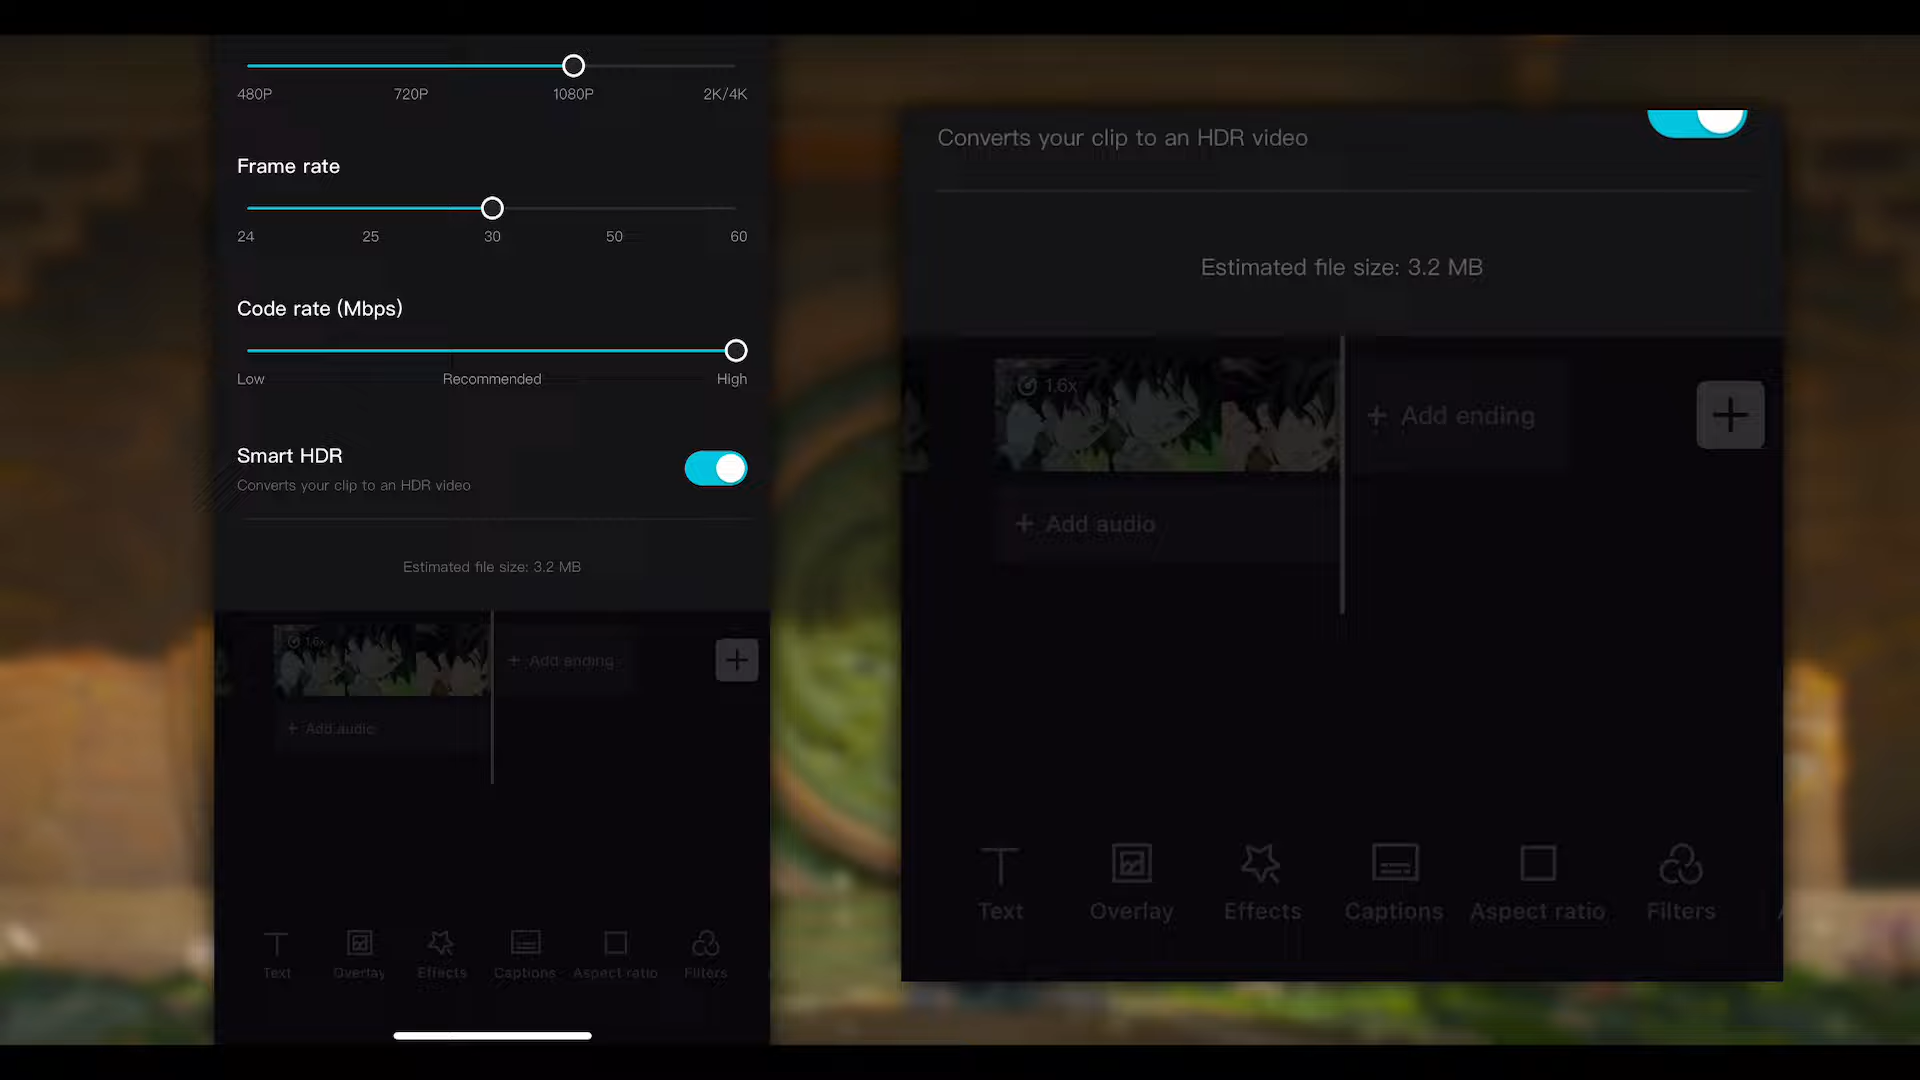 480P 720P 1080P 2K/4K
Frame rate
24 25 30 50 60
Code rate (Mbps)
Low Recommended High
Smart HDR
Converts your clip to an HDR video
Estimated file size: 3.2 MB
1.6x
+ Add ending
+ Add audio
Text Overlay Effects Captions Aspect ratio Filters
Converts your clip to an HDR video
Estimated file size: 3.2 MB
1.6x
+ Add ending
+ Add audio
Text Overlay Effects Captions Aspect ratio Filters